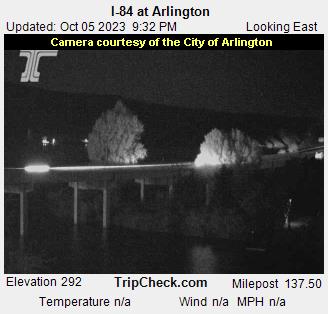 I-84 at Arlington
Updated: Oct 05 2023 9:32 PM Looking East
Camera courtesy of the City of Arlington
Elevation 292 TripCheck.com Milepost 137.50
Temperature n/a Wind n/a MPH n/a